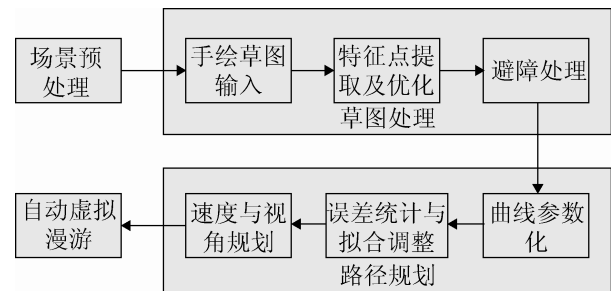 场景预
处理
手绘草图
输入
特征点提
取及优化
避障处理
草图处理
自动虚拟
漫游
速度与视
角规划
误差统计与
拟合调整
曲线参数
化
路径规划